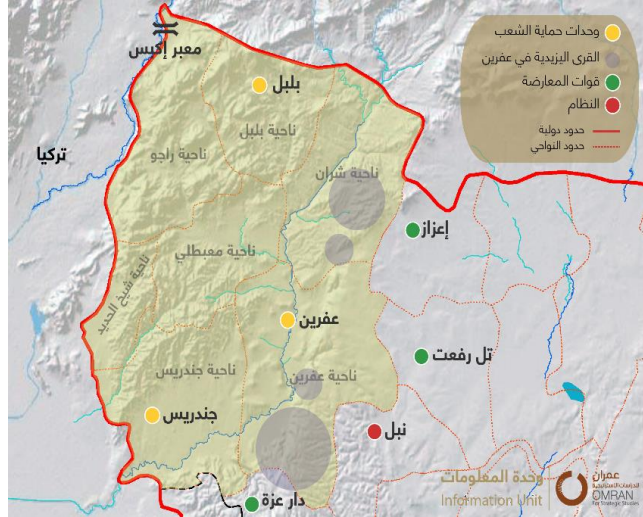 وحدات حماية الشعب
القرى اليزيدية في عفرين
قوات المعارضة
النظام
حدود دولية
حدود النواحي
معبر إكبس
بلبل
ناحية بلبل
تركيا
ناحية راجو
ناحية شران
إعزاز
ناحية معبطلي
ناحية شيخ الحديد
عفرين
تل رفعت
ناحية جندريس
ناحية عفرين
جندريس
نبل
دار عزة
وحدة المعلومات
Information Unit
عمران
للدراسات الاستراتيجية
OMRAN
For Strategic Studies